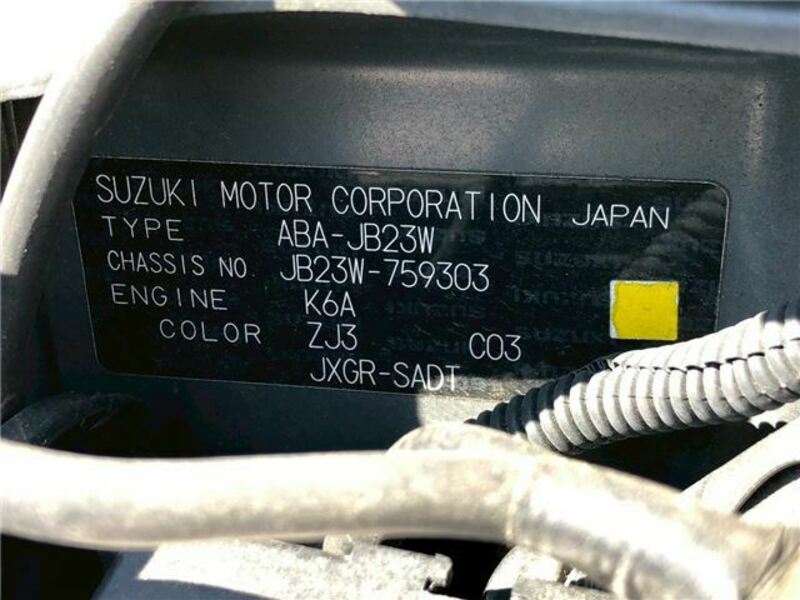 SUZUKI MOTOR CORPORATION JAPAN
TYPE ABA-JB23W
CHASSIS NO. JB23W-759303
ENGINE K6A
COLOR ZJ3 C03
JXGR-SADT